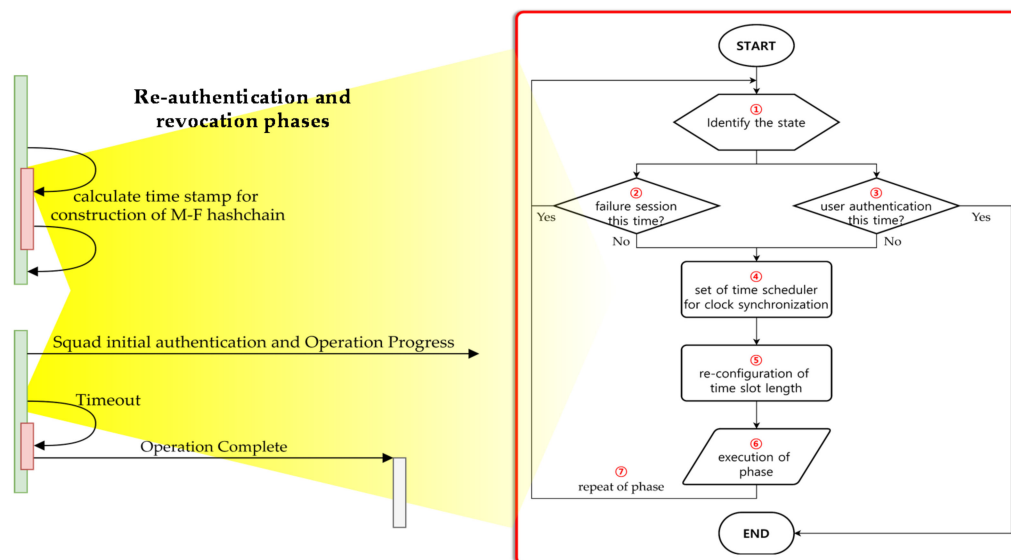 Re-authentication and
revocation phases
calculate time stamp for
construction of M-F hashchain
Squad initial authentication and Operation Progress
Timeout
Operation Complete
START
①
Identify the state
②
failure session
this time?
③
user authentication
this time?
Yes
Yes
No
No
④
set of time scheduler
for clock synchronization
⑤
re-configuration of
time slot length
⑥
execution of
phase
⑦
repeat of phase
END